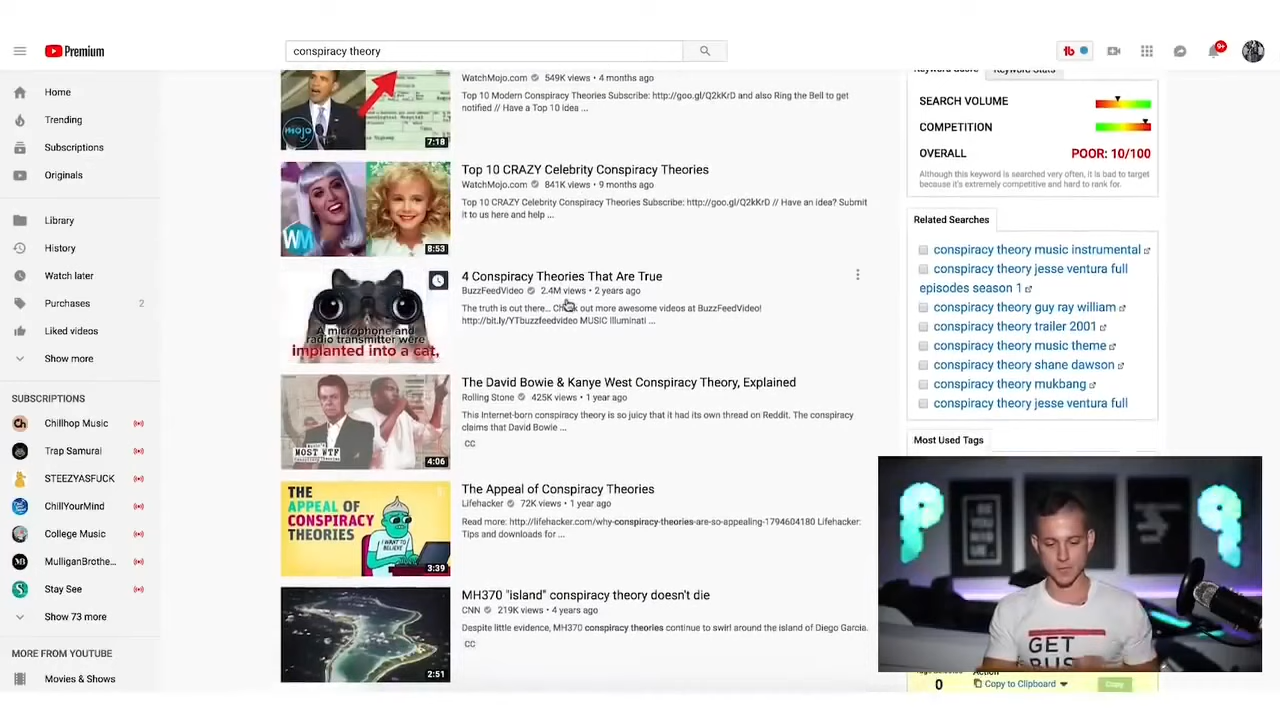 Premium
conspiracy theory
tb
9+
Home
Trending
Subscriptions
Originals
Library
History
Watch later
Purchases 2
Liked videos
Show more
SUBSCRIPTIONS
Ch
Chillhop Music
Trap Samurai
STEEZYASFUCK
ChillYourMind
College Music
MulliganBrothe...
Stay See
Show 73 more
MORE FROM YOUTUBE
Movies & Shows
mojo
7:18
WatchMojo.com 549K views • 4 months ago
Top 10 Modern Conspiracy Theories Subscribe: http://goo.gl/Q2kKrD and also Ring the Bell to get
notified // Have a Top 10 idea ...
WM
8:53
Top 10 CRAZY Celebrity Conspiracy Theories
WatchMojo.com 841K views • 9 months ago
Top 10 CRAZY Celebrity Conspiracy Theories Subscribe: http://goo.gl/Q2kKrD // Have an idea? Submit
it to us here and help ...
A microphone and
radio transmitter were
implanted into a cat,
4 Conspiracy Theories That Are True
BuzzFeedVideo 2.4M views • 2 years ago
The truth is out there... Check out more awesome videos at BuzzFeedVideo!
http://bit.ly/YTbuzzfeedvideo MUSIC Illuminati ...
MOST WTF
4:06
The David Bowie & Kanye West Conspiracy Theory, Explained
Rolling Stone 425K views • 1 year ago
This Internet-born conspiracy theory is so juicy that it had its own thread on Reddit. The conspiracy
claims that David Bowie ...
CC
THE
APPEAL OF
CONSPIRACY
THEORIES
I WANT TO
BELIEVE
3:39
The Appeal of Conspiracy Theories
Lifehacker 72K views • 1 year ago
Read more: http://lifehacker.com/why-conspiracy-theories-are-so-appealing-1794604180 Lifehacker:
Tips and downloads for ...
2:51
MH370 "island" conspiracy theory doesn't die
CNN 219K views • 4 years ago
Despite little evidence, MH370 conspiracy theories continue to swirl around the island of Diego Garcia.
CC
Keyword Score Keyword Stats
SEARCH VOLUME
COMPETITION
OVERALL POOR: 10/100
Although this keyword is searched very often, it is bad to target
because it's extremely competitive and hard to rank for.
Related Searches
conspiracy theory music instrumental
conspiracy theory jesse ventura full
episodes season 1
conspiracy theory guy ray william
conspiracy theory trailer 2001
conspiracy theory music theme
conspiracy theory shane dawson
conspiracy theory mukbang
conspiracy theory jesse ventura full
Most Used Tags
GET
0
Copy to Clipboard
Copy